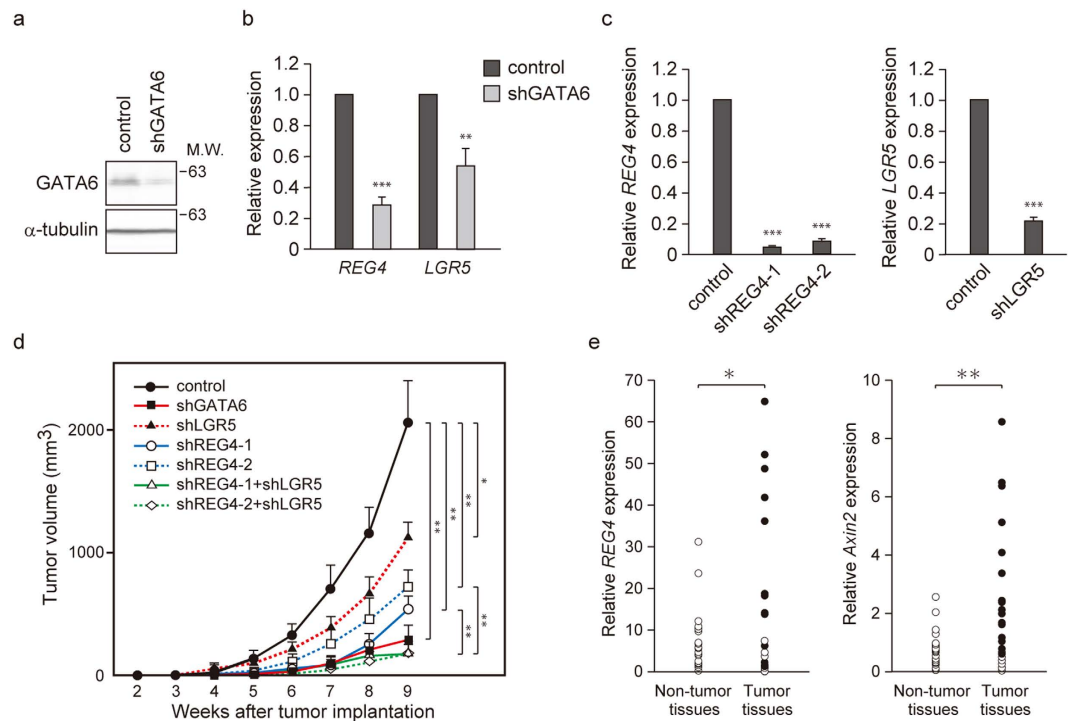 a
control
shGATA6
M.W.
GATA6
-63
α-tubulin
-63
b
Relative expression
1.2
1.0
0.8
0.6
0.4
0.2
0
***
**
REG4
LGR5
control
shGATA6
c
Relative REG4 expression
1.2
1.0
0.8
0.6
0.4
0.2
0
***
***
control
shREG4-1
shREG4-2
Relative LGR5 expression
1.2
1.0
0.8
0.6
0.4
0.2
0
***
control
shLGR5
d
Tumor volume (mm3)
2000
1000
0
control
shGATA6
shLGR5
shREG4-1
shREG4-2
shREG4-1+shLGR5
shREG4-2+shLGR5
**
**
**
*
**
**
2 3 4 5 6 7 8 9
Weeks after tumor implantation
e
Relative REG4 expression
70
60
50
40
30
20
10
0
*
Non-tumor tissues
Tumor tissues
Relative Axin2 expression
10
8
6
4
2
0
**
Non-tumor tissues
Tumor tissues